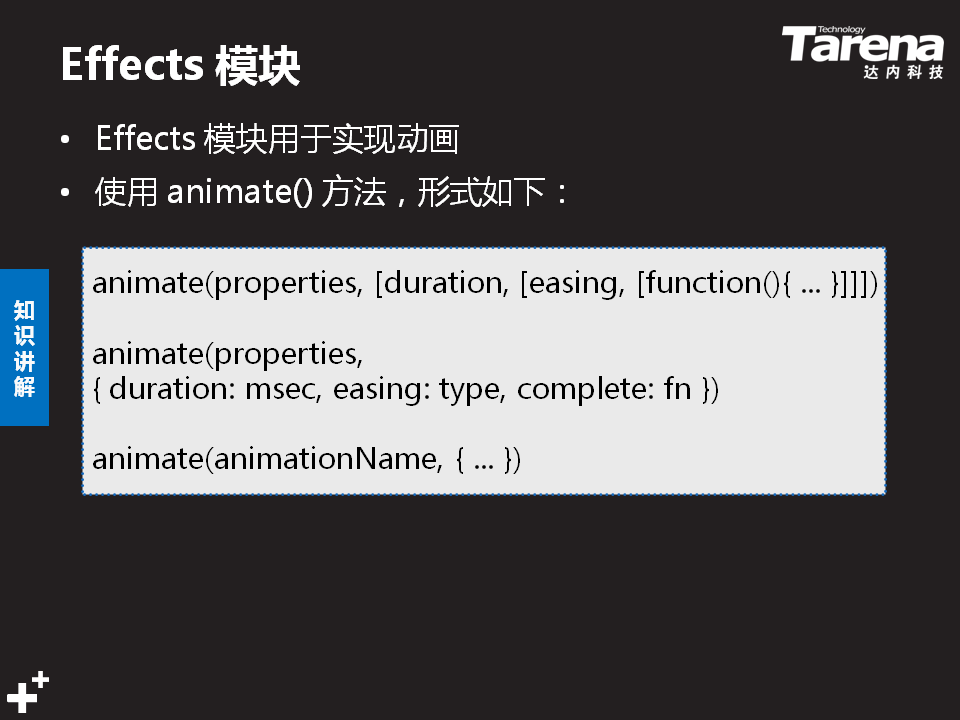 Effects 模块
Technology
Tarena
达内科技
• Effects 模块用于实现动画
• 使用 animate() 方法，形式如下：
animate(properties, [duration, [easing, [function(){ ... }]]])
animate(properties,
{ duration: msec, easing: type, complete: fn })
animate(animationName, { ... })
知识讲解